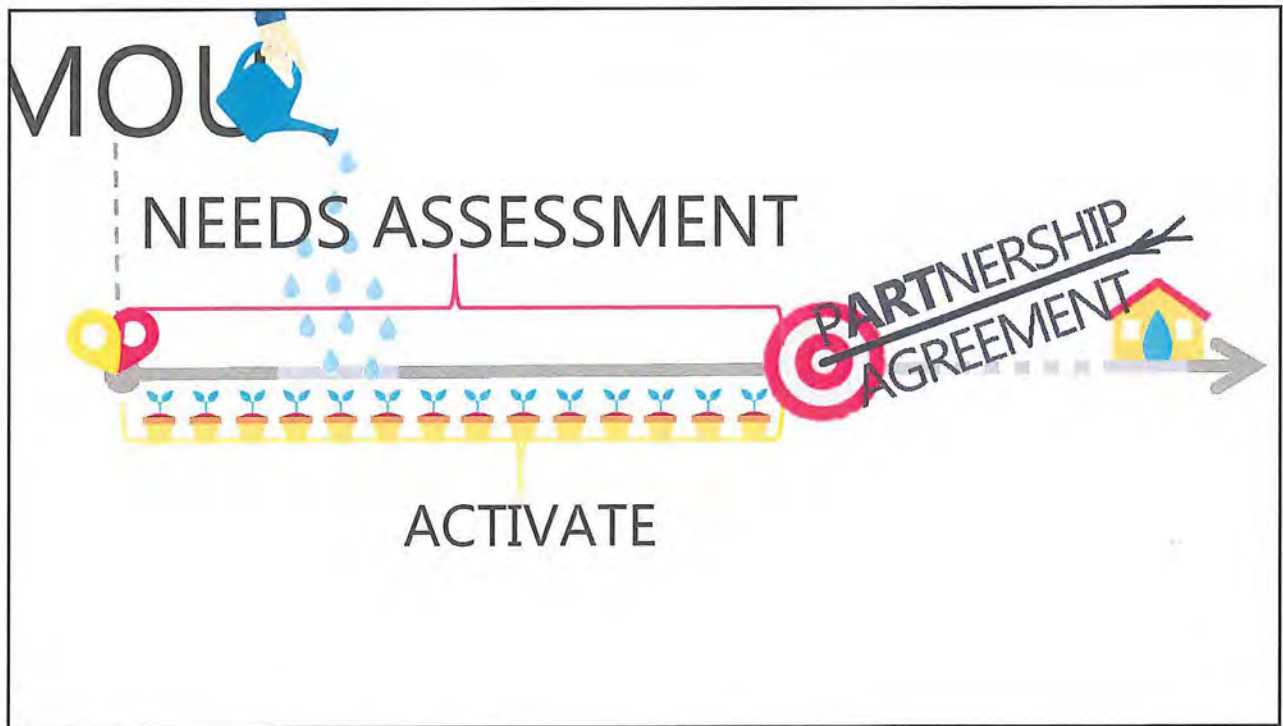 MOU
NEEDS ASSESSMENT
PARTNERSHIP
AGREEMENT
ACTIVATE